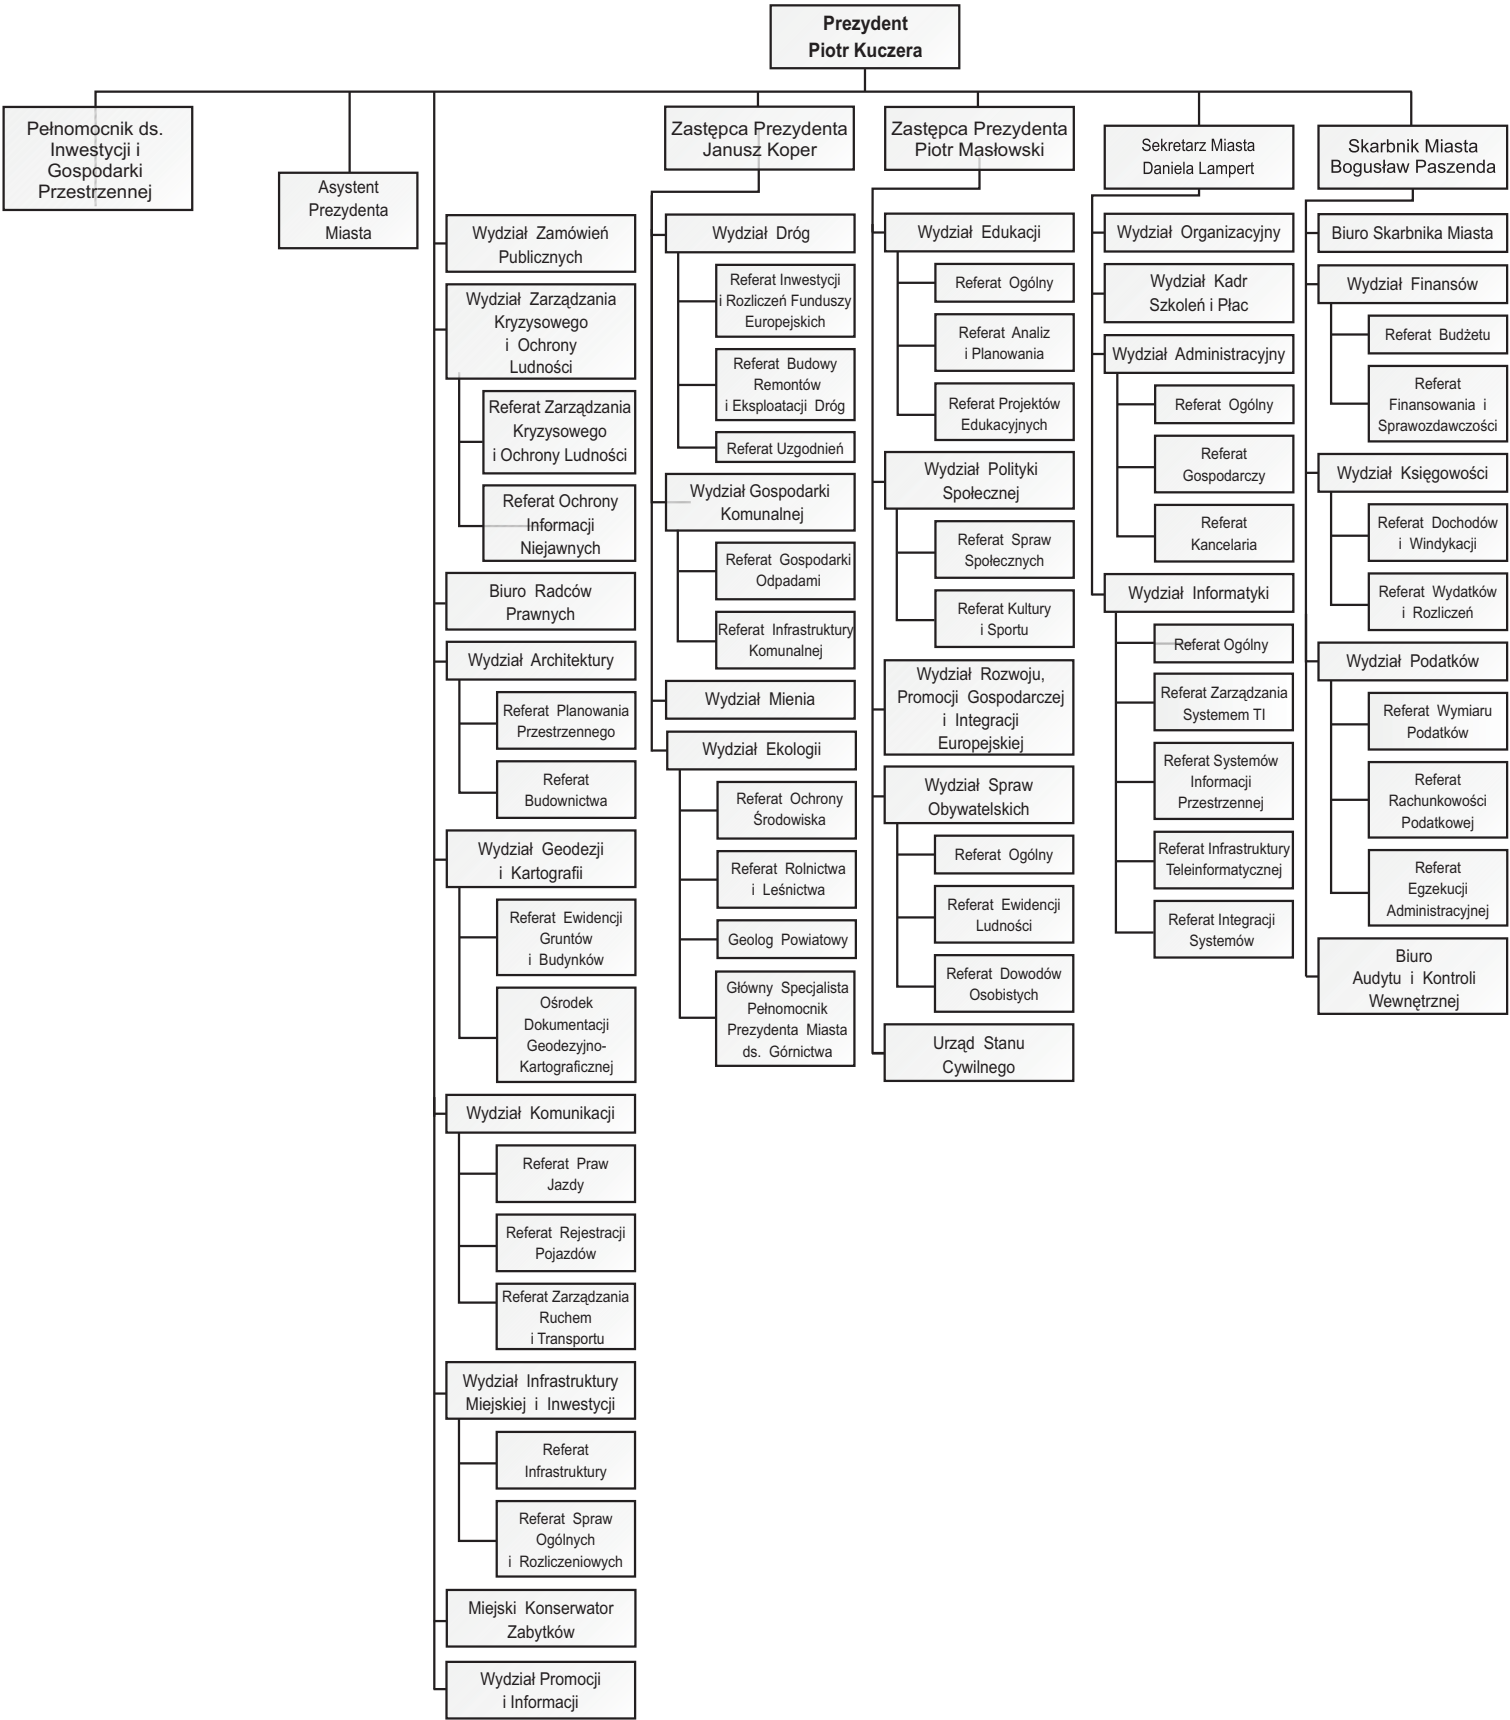 Prezydent
Piotr Kuczera
Pełnomocnik ds.
Inwestycji i
Gospodarki
Przestrzennej
Asystent
Prezydenta
Miasta
Wydział Zamówień
Publicznych
Wydział Zarządzania
Kryzysowego
i Ochrony
Ludności
Referat Zarządzania
Kryzysowego
i Ochrony Ludności
Referat Ochrony
Informacji
Niejawnych
Biuro Radców
Prawnych
Wydział Architektury
Referat Planowania
Przestrzennego
Referat
Budownictwa
Wydział Geodezji
i Kartografii
Referat Ewidencji
Gruntów
i Budynków
Ośrodek
Dokumentacji
Geodezyjno-
Kartograficznej
Wydział Komunikacji
Referat Praw
Jazdy
Referat Rejestracji
Pojazdów
Referat Zarządzania
Ruchem
i Transportu
Wydział Infrastruktury
Miejskiej i Inwestycji
Referat
Infrastruktury
Referat Spraw
Ogólnych
i Rozliczeniowych
Miejski Konserwator
Zabytków
Wydział Promocji
i Informacji
Zastępca Prezydenta
Janusz Koper
Wydział Dróg
Referat Inwestycji
i Rozliczeń Funduszy
Europejskich
Referat Budowy
Remontów
i Eksploatacji Dróg
Referat Uzgodnień
Wydział Gospodarki
Komunalnej
Referat Gospodarki
Odpadami
Referat Infrastruktury
Komunalnej
Wydział Mienia
Wydział Ekologii
Referat Ochrony
Środowiska
Referat Rolnictwa
i Leśnictwa
Geolog Powiatowy
Główny Specjalista
Pełnomocnik
Prezydenta Miasta
ds. Górnictwa
Zastępca Prezydenta
Piotr Masłowski
Wydział Edukacji
Referat Ogólny
Referat Analiz
i Planowania
Referat Projektów
Edukacyjnych
Wydział Polityki
Społecznej
Referat Spraw
Społecznych
Referat Kultury
i Sportu
Wydział Rozwoju,
Promocji Gospodarczej
i Integracji
Europejskiej
Wydział Spraw
Obywatelskich
Referat Ogólny
Referat Ewidencji
Ludności
Referat Dowodów
Osobistych
Urząd Stanu
Cywilnego
Sekretarz Miasta
Daniela Lampert
Wydział Organizacyjny
Wydział Kadr
Szkoleń i Płac
Wydział Administracyjny
Referat Ogólny
Referat
Gospodarczy
Referat
Kancelaria
Wydział Informatyki
Referat Ogólny
Referat Zarządzania
Systemem TI
Referat Systemów
Informacji
Przestrzennej
Referat Infrastruktury
Teleinformatycznej
Referat Integracji
Systemów
Skarbnik Miasta
Bogusław Paszenda
Biuro Skarbnika Miasta
Wydział Finansów
Referat Budżetu
Referat
Finansowania i
Sprawozdawczości
Wydział Księgowości
Referat Dochodów
i Windykacji
Referat Wydatków
i Rozliczeń
Wydział Podatków
Referat Wymiaru
Podatków
Referat
Rachunkowości
Podatkowej
Referat
Egzekucji
Administracyjnej
Biuro
Audytu i Kontroli
Wewnętrznej